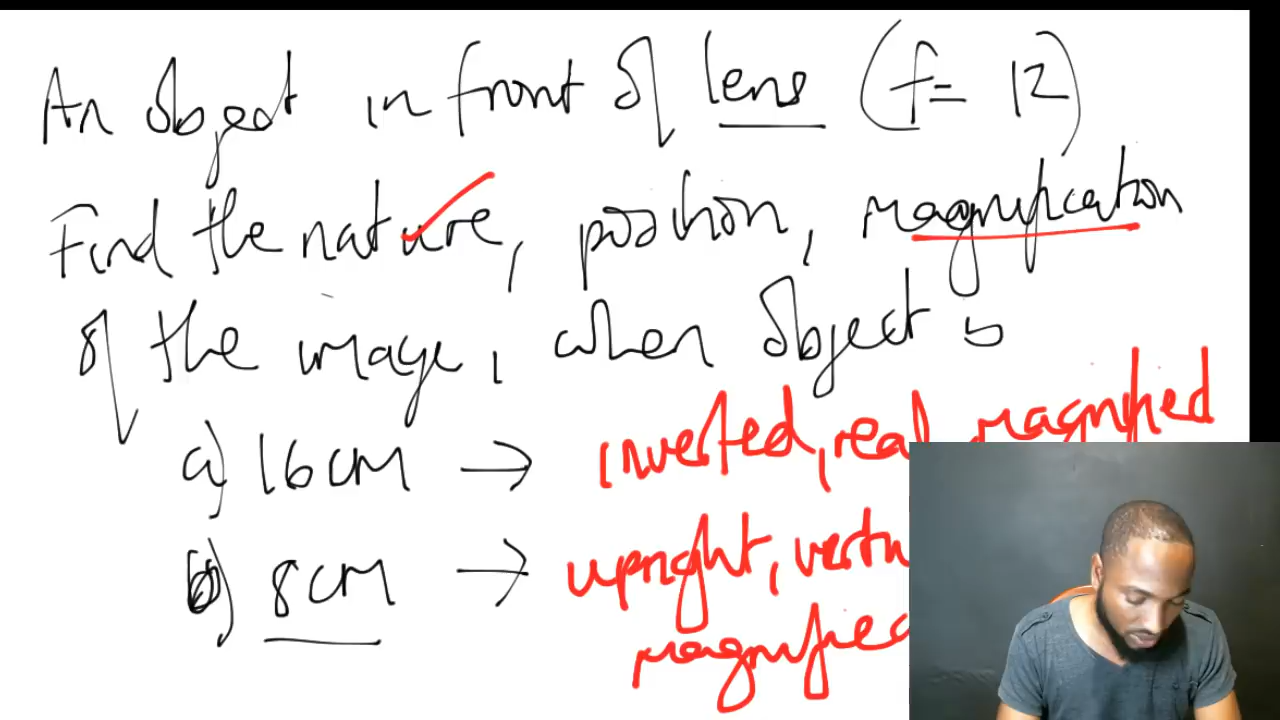 An object in front of lens (f= 12)
Find the nature, position, magnification
of the image, when object is
a) 16cm → inverted, real, magnified
b) 8cm → upright,
magnified